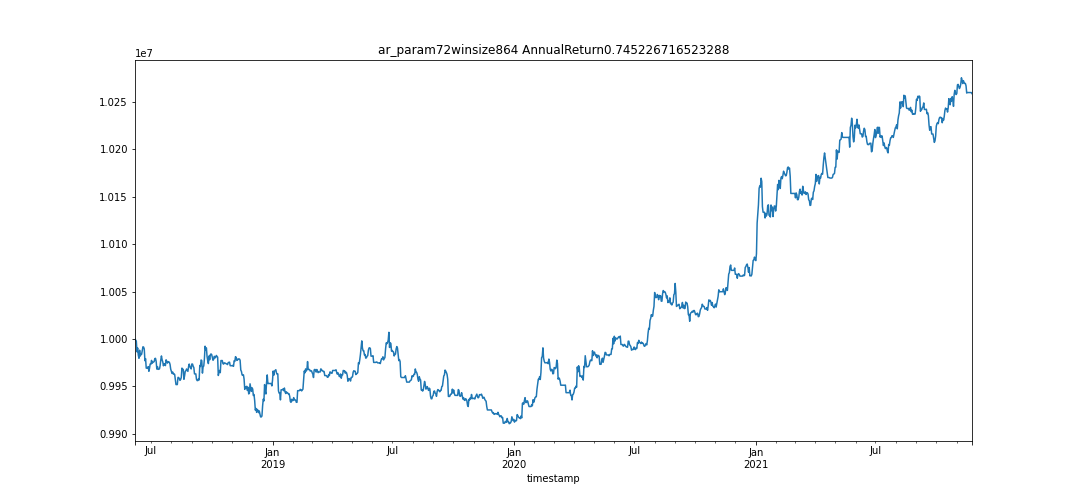 ar_param72winsize864 AnnualReturn0.745226716523288
1e7
1.025
1.020
1.015
1.010
1.005
1.000
0.995
0.990
Jul Jan Jul Jan Jul Jan Jul
2019 2020 2021
timestamp